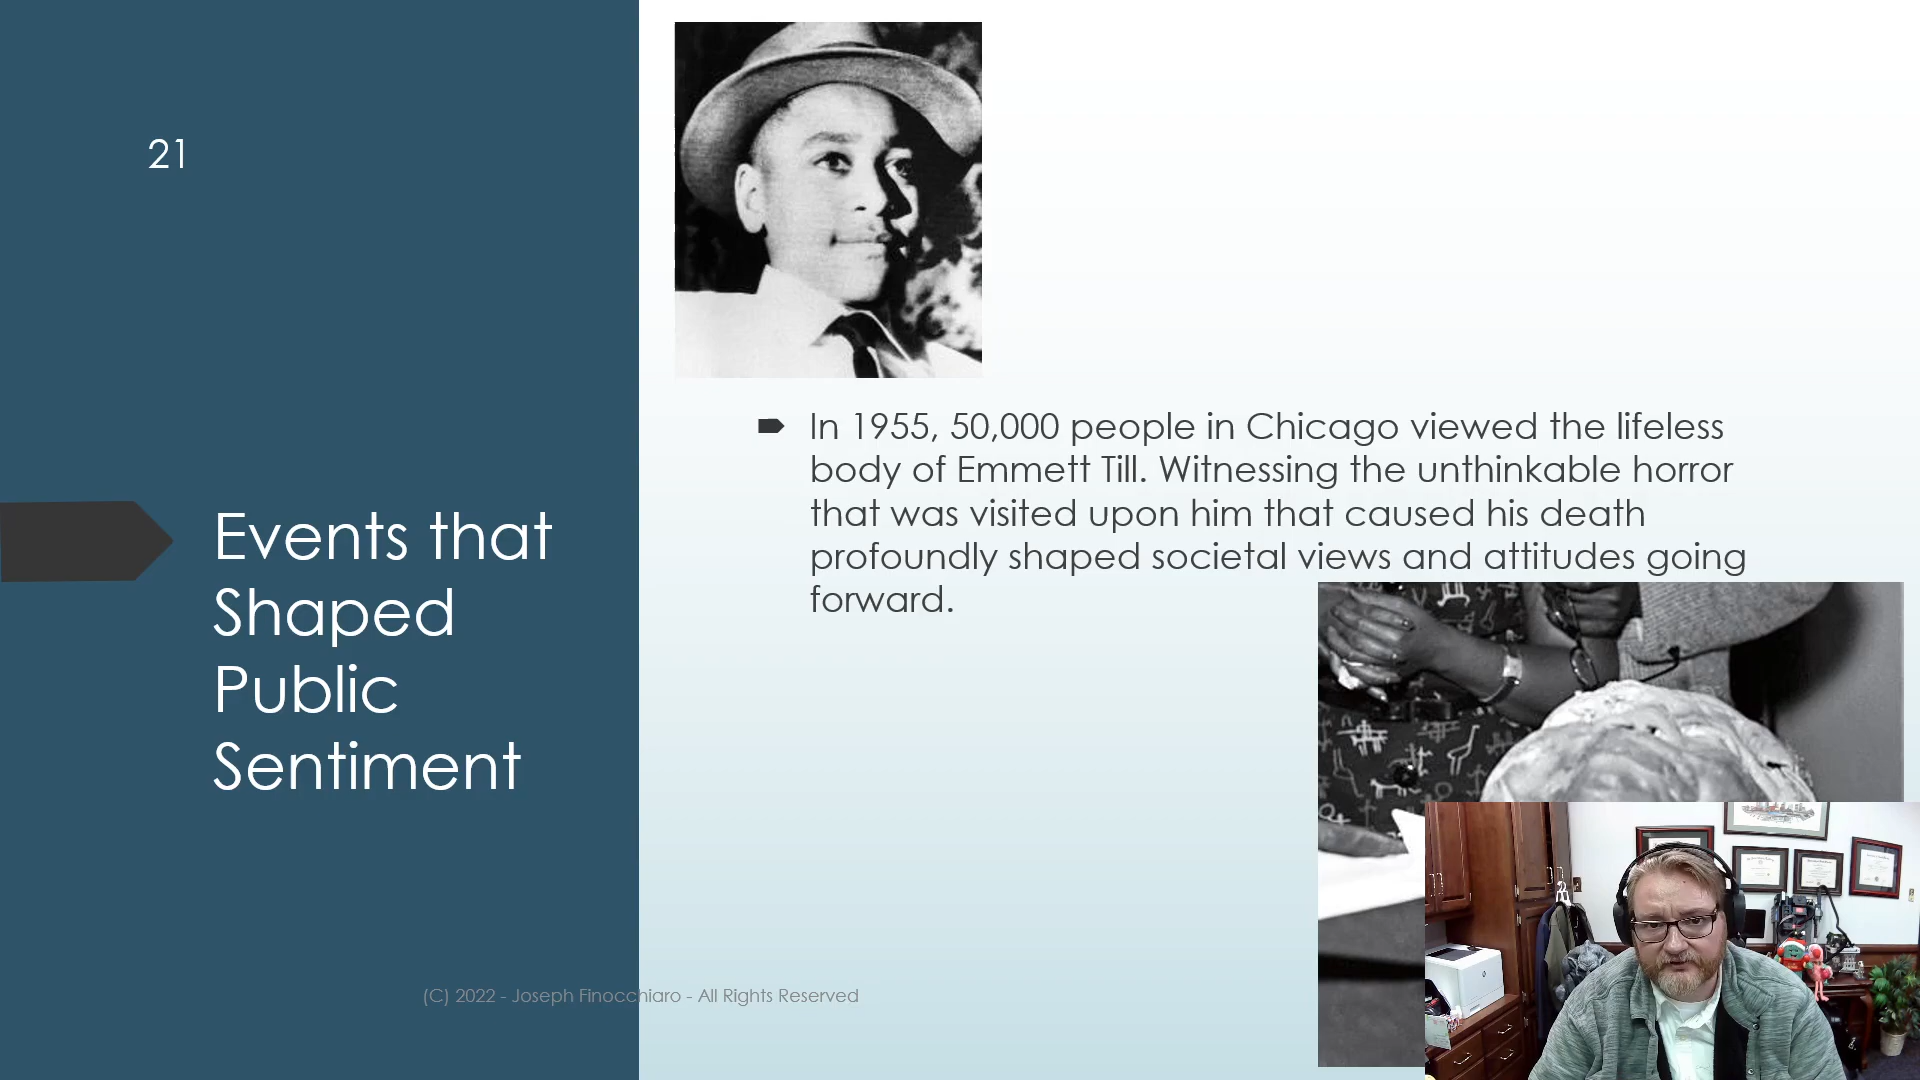 21
Events that
Shaped
Public
Sentiment
In 1955, 50,000 people in Chicago viewed the lifeless
body of Emmett Till. Witnessing the unthinkable horror
that was visited upon him that caused his death
profoundly shaped societal views and attitudes going
forward.
(C) 2022 - Joseph Finocchiaro - All Rights Reserved